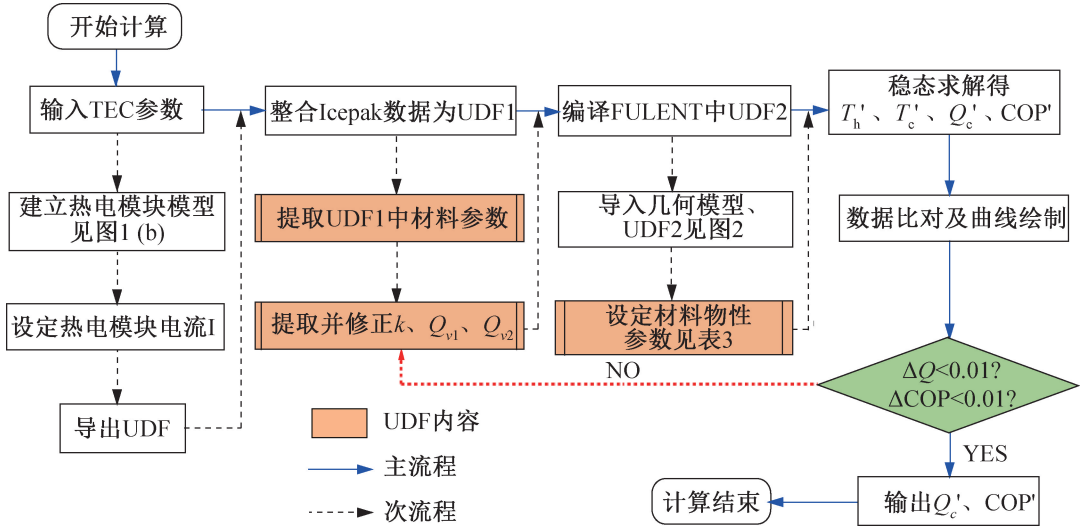 开始计算
输入TEC参数
建立热电模块模型
见图1 (b)
设定热电模块电流I
导出UDF
整合Icepak数据为UDF1
提取UDF1中材料参数
提取并修正k、Qv1、Qv2
编译FULENT中UDF2
导入几何模型、
UDF2见图2
设定材料物性
参数见表3
稳态求解得
Th'、Tc'、Qc'、COP'
数据比对及曲线绘制
ΔQ<0.01?
ΔCOP<0.01?
NO
YES
输出Qc'、COP'
计算结束
UDF内容
主流程
次流程